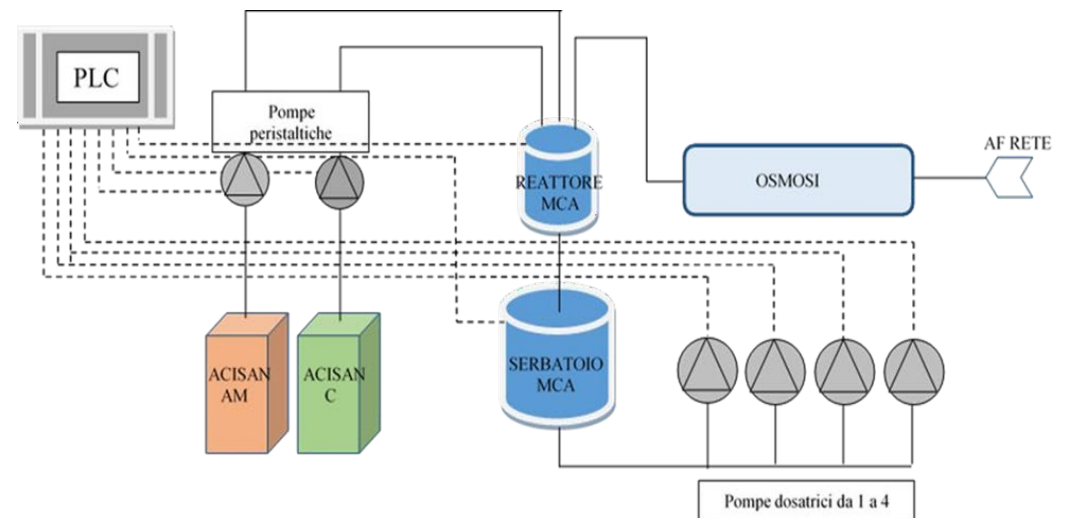 PLC
Pompe
peristaltiche
AF RETE
REATTORE
MCA
OSMOSI
ACISAN
AM
ACISAN
C
SERBATOIO
MCA
Pompe dosatrici da 1 a 4